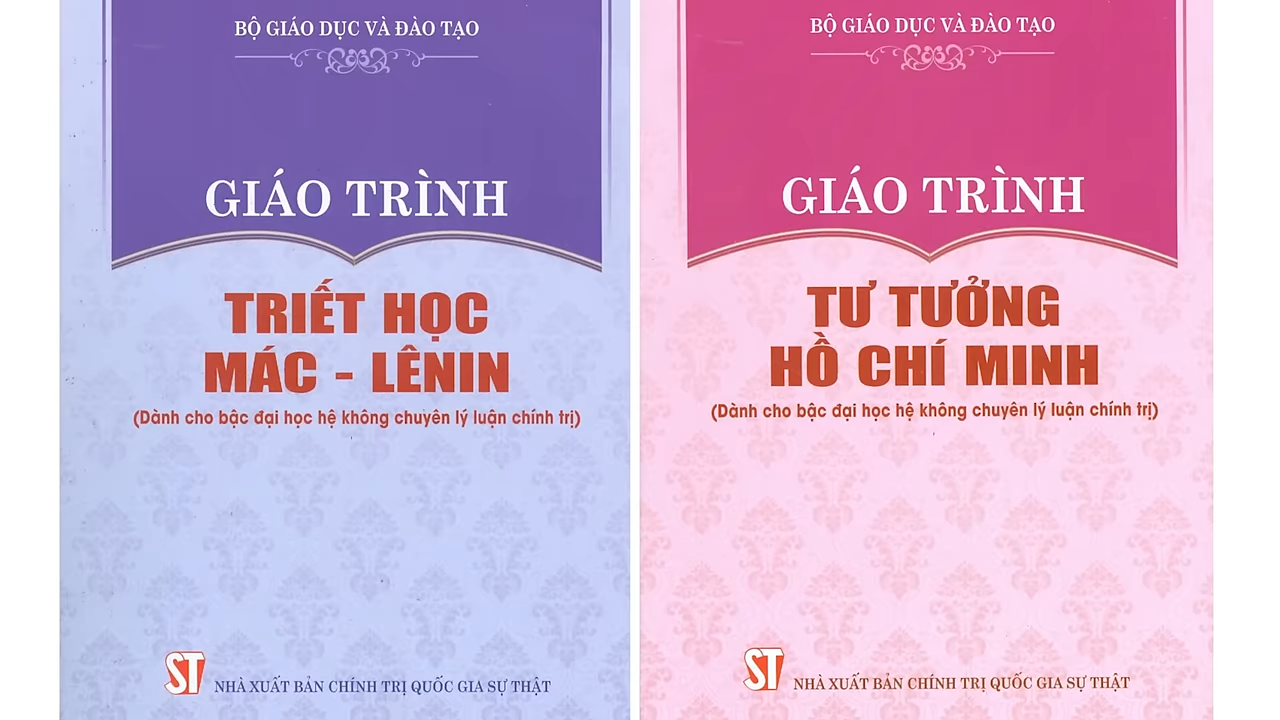 BỘ GIÁO DỤC VÀ ĐÀO TẠO
GIÁO TRÌNH
TRIẾT HỌC
MÁC - LÊNIN
(Dành cho bậc đại học hệ không chuyên lý luận chính trị)
ST
NHÀ XUẤT BẢN CHÍNH TRỊ QUỐC GIA SỰ THẬT
BỘ GIÁO DỤC VÀ ĐÀO TẠO
GIÁO TRÌNH
TƯ TƯỞNG
HỒ CHÍ MINH
(Dành cho bậc đại học hệ không chuyên lý luận chính trị)
ST
NHÀ XUẤT BẢN CHÍNH TRỊ QUỐC GIA SỰ THẬT